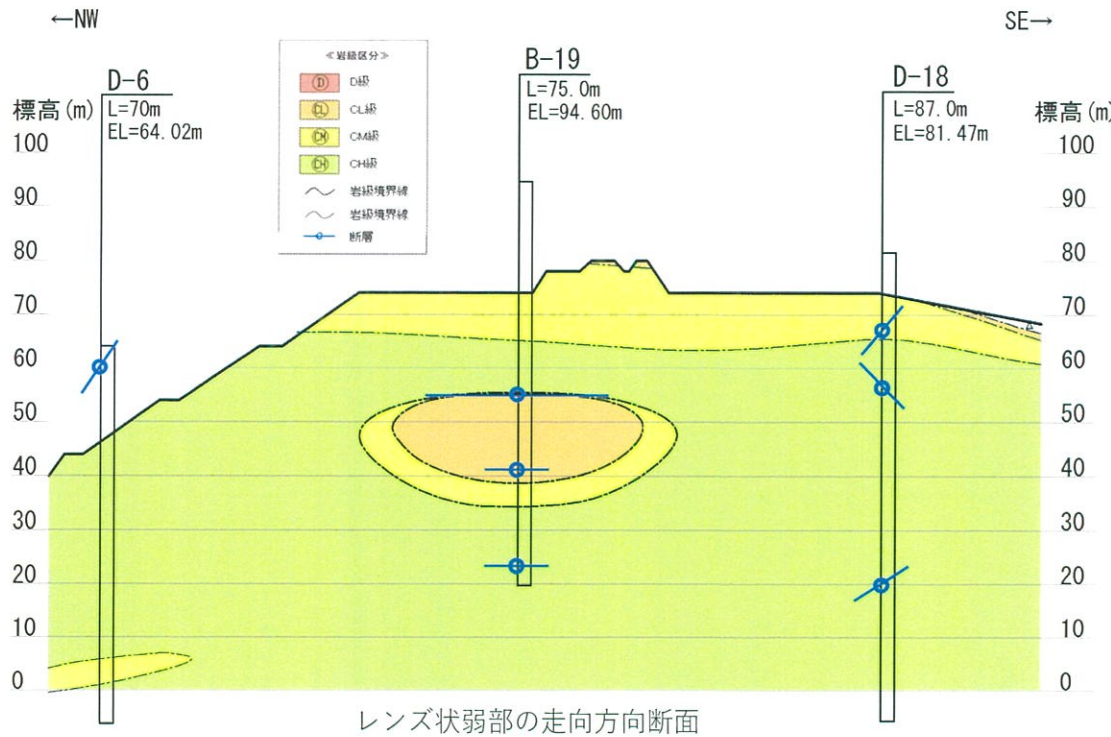 ←NW
SE→
≪岩級区分≫
D D級
CL CL級
CM CM級
CH CH級
岩級境界線
岩級境界線
断層
D-6
L=70m
EL=64.02m
B-19
L=75.0m
EL=94.60m
D-18
L=87.0m
EL=81.47m
標高(m)
100
90
80
70
60
50
40
30
20
10
0
標高(m)
100
90
80
70
60
50
40
30
20
10
0
レンズ状弱部の走向方向断面